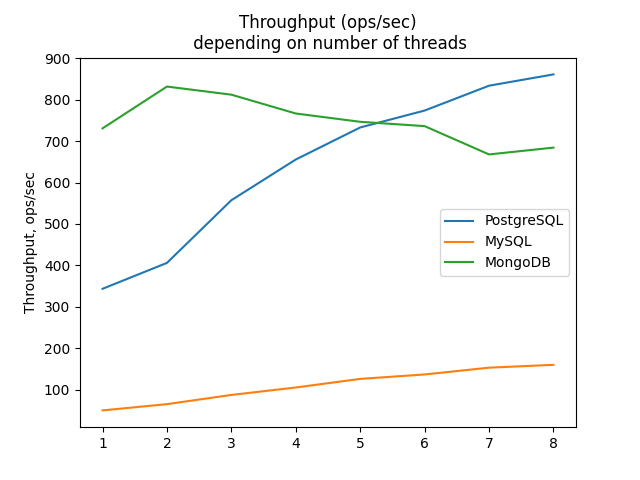 Throughput (ops/sec)
depending on number of threads
900
800
700
600
500
400
300
200
100
Throughput, ops/sec
PostgreSQL
MySQL
MongoDB
1 2 3 4 5 6 7 8